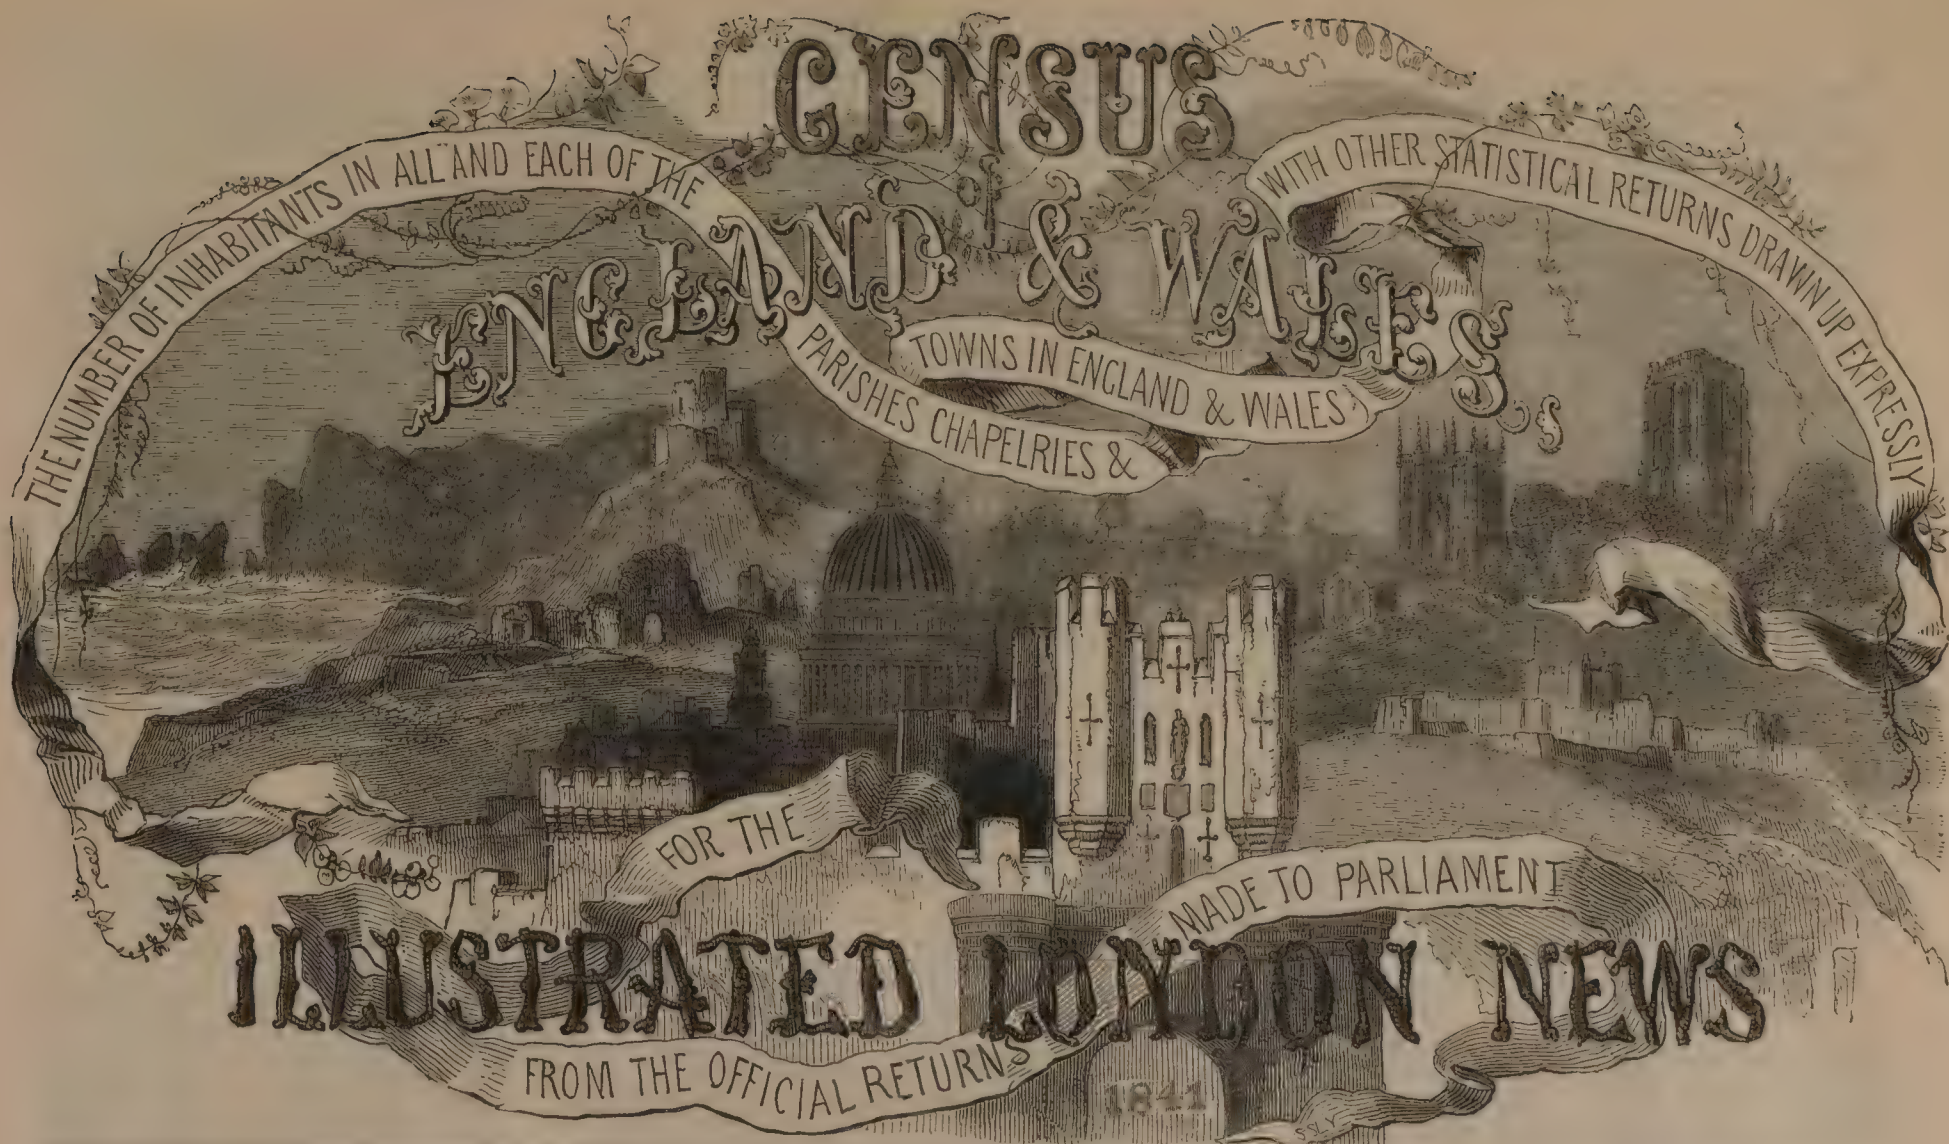 CENSUS
OF
ENGLAND & WALES,
THE NUMBER OF INHABITANTS IN ALL AND EACH OF THE
PARISHES CHAPELRIES &
TOWNS IN ENGLAND & WALES
WITH OTHER STATISTICAL RETURNS DRAWN UP EXPRESSLY
FOR THE
ILLUSTRATED LONDON NEWS
FROM THE OFFICIAL RETURNS
MADE TO PARLIAMENT
1841